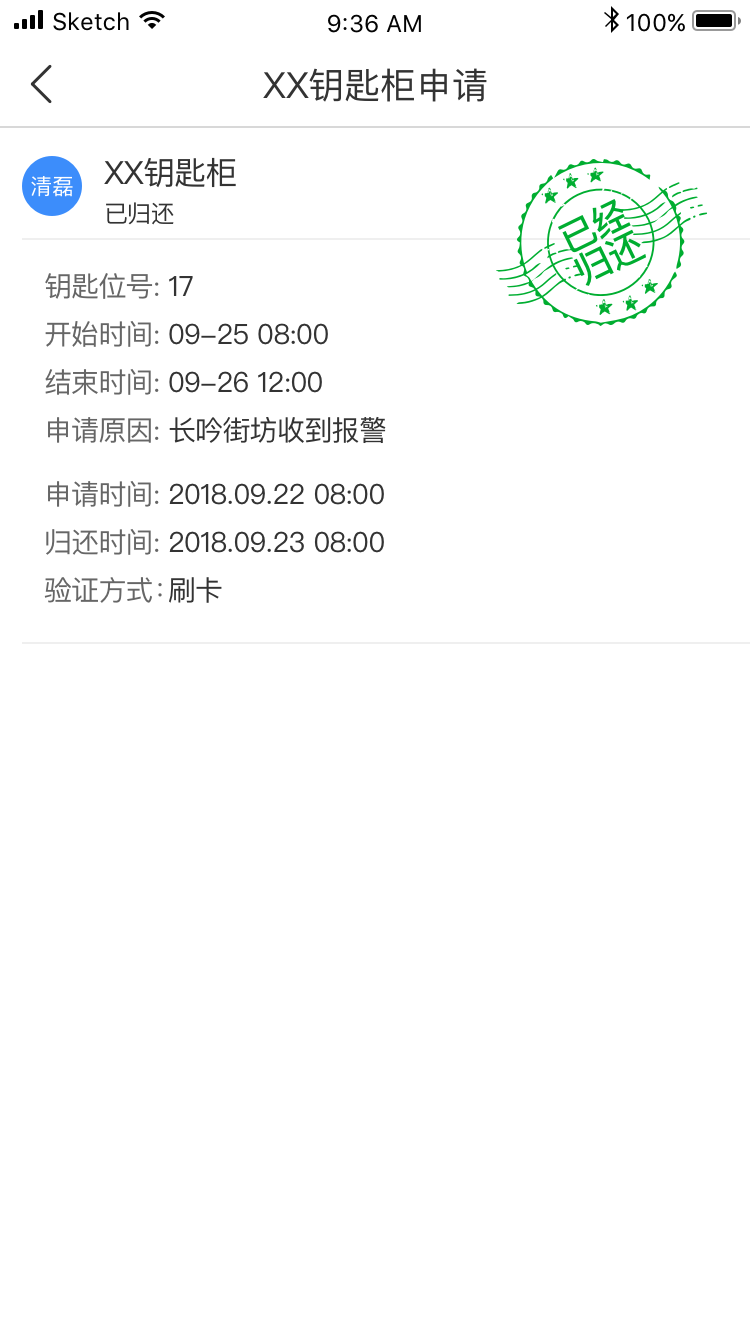 Sketch 9:36 AM 100%
XX钥匙柜申请
清磊
XX钥匙柜
已归还
已经
归还
钥匙位号: 17
开始时间: 09–25 08:00
结束时间: 09–26 12:00
申请原因: 长吟街坊收到报警
申请时间: 2018.09.22 08:00
归还时间: 2018.09.23 08:00
验证方式: 刷卡